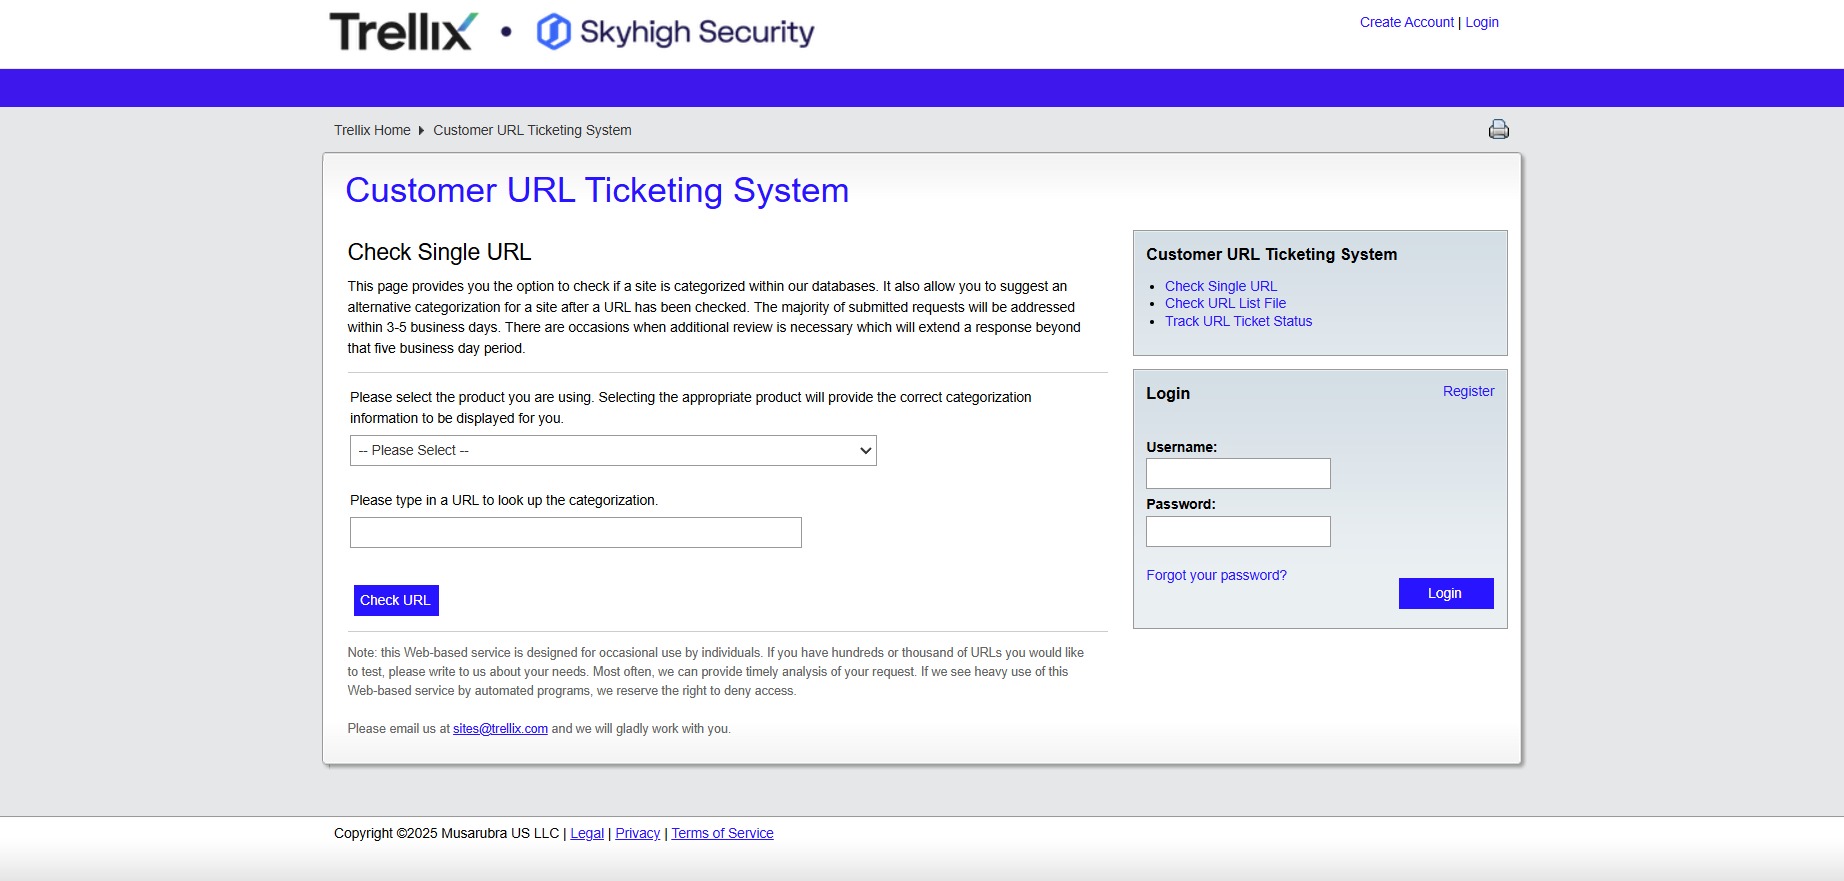 Trellix • Skyhigh Security
Create Account | Login
Trellix Home Customer URL Ticketing System
Customer URL Ticketing System
Check Single URL
This page provides you the option to check if a site is categorized within our databases. It also allow you to suggest an
alternative categorization for a site after a URL has been checked. The majority of submitted requests will be addressed
within 3-5 business days. There are occasions when additional review is necessary which will extend a response beyond
that five business day period.
Please select the product you are using. Selecting the appropriate product will provide the correct categorization
information to be displayed for you.
-- Please Select --
Please type in a URL to look up the categorization.
Check URL
Note: this Web-based service is designed for occasional use by individuals. If you have hundreds or thousand of URLs you would like
to test, please write to us about your needs. Most often, we can provide timely analysis of your request. If we see heavy use of this
Web-based service by automated programs, we reserve the right to deny access.
Please email us at sites@trellix.com and we will gladly work with you.
Customer URL Ticketing System
• Check Single URL
• Check URL List File
• Track URL Ticket Status
Login
Register
Username:
Password:
Forgot your password?
Login
Copyright ©2025 Musarubra US LLC | Legal | Privacy | Terms of Service